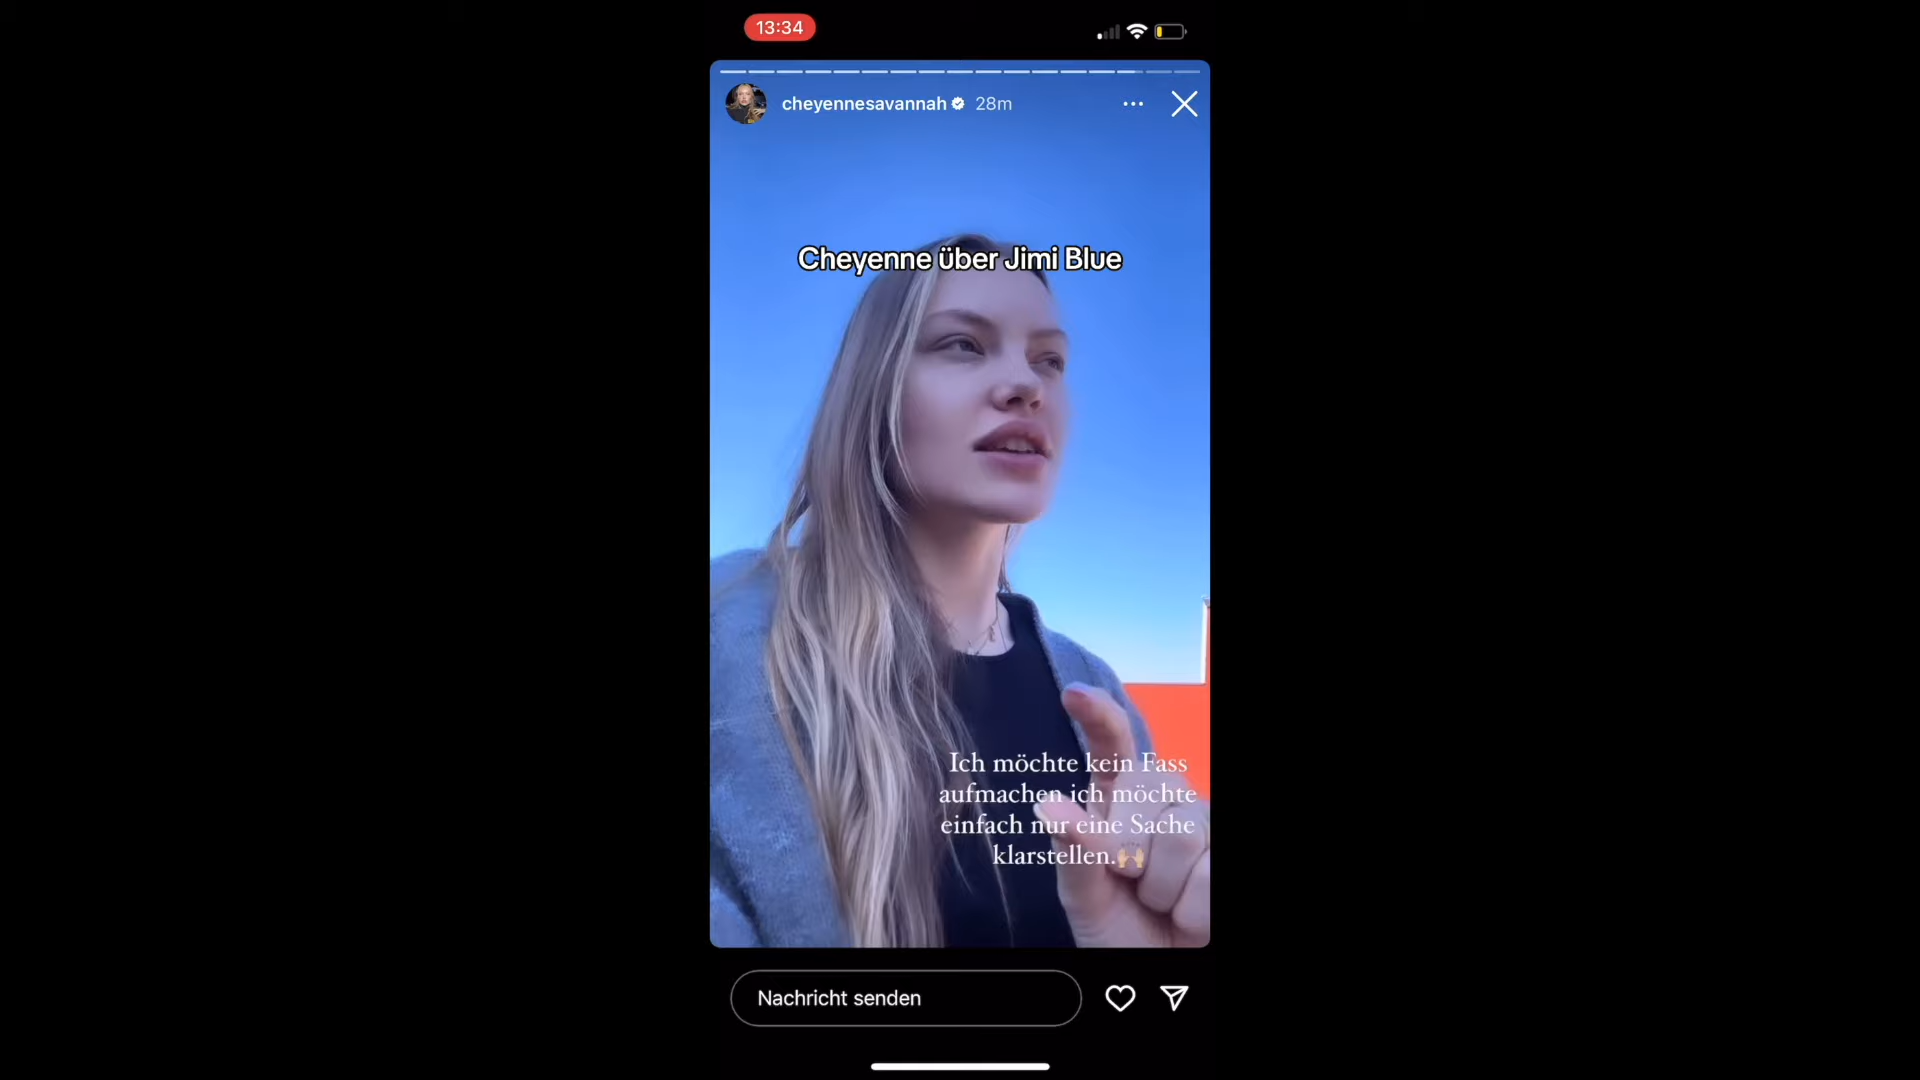 13:34
cheyennesavannah 28m
Cheyenne über Jimi Blue
Ich möchte kein Fass
aufmachen ich möchte
einfach nur eine Sache
klarstellen.🙌🏼
Nachricht senden